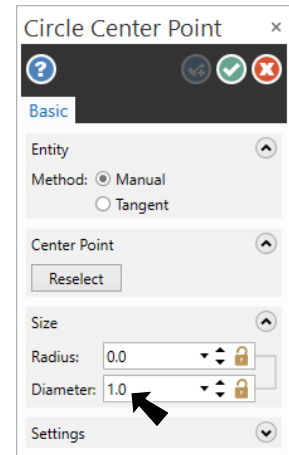 Circle Center Point ×
?
Basic
Entity
Method: Manual
Tangent
Center Point
Reselect
Size
Radius: 0.0
Diameter: 1.0
Settings